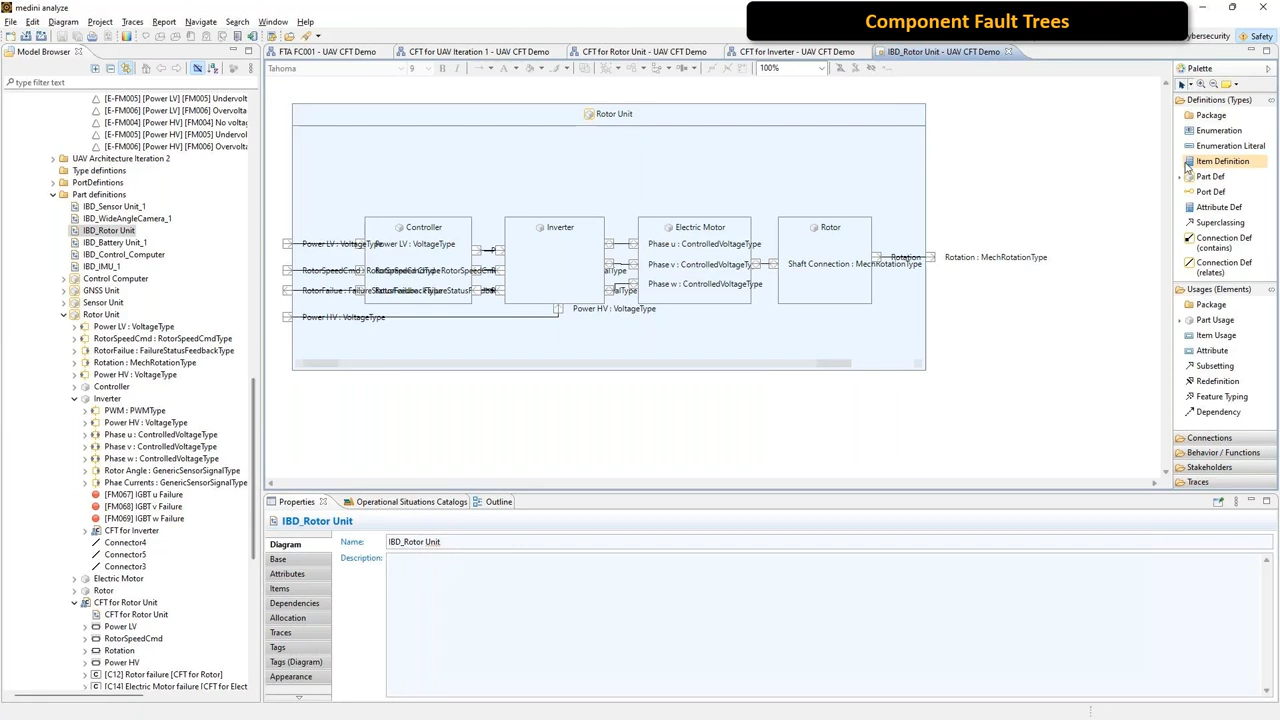 medini analyze
Component Fault Trees
File Edit Diagram Project Traces Report Navigate Search Window Help
Safety
Model Browser
type filter text
[E-FM005] [Power LV] [FM005] Undervolt
[E-FM006] [Power LV] [FM006] Overvolta
[E-FM004] [Power HV] [FM004] No voltag
[E-FM005] [Power HV] [FM005] Undervolt
[E-FM006] [Power HV] [FM006] Overvolta
UAV Architecture Iteration 2
Type definitions
PortDefinitions
Part definitions
IBD_Sensor Unit_1
IBD_WideAngleCamera_1
IBD_Rotor Unit
IBD_Battery Unit_1
IBD_Control_Computer
IBD_IMU_1
Control Computer
GNSS Unit
Sensor Unit
Rotor Unit
Power LV : VoltageType
RotorSpeedCmd : RotorSpeedCmdType
RotorFailue : FailureStatusFeedbackType
Rotation : MechRotationType
Power HV : VoltageType
Controller
Inverter
PWM : PWMType
Power HV : VoltageType
Phase u : ControlledVoltageType
Phase v : ControlledVoltageType
Phase w : ControlledVoltageType
Rotor Angle : GenericSensorSignalType
Phae Currents : GenericSensorSignalType
[FM067] IGBT u Failure
[FM068] IGBT v Failure
[FM069] IGBT w Failure
CFT for Inverter
Connector4
Connector5
Connector3
Electric Motor
Rotor
CFT for Rotor Unit
CFT for Rotor Unit
Power LV
RotorSpeedCmd
Rotation
Power HV
[C12] Rotor failure [CFT for Rotor]
[C14] Electric Motor failure [CFT for Elect
FTA FC001 - UAV CFT Demo
CFT for UAV Iteration 1 - UAV CFT Demo
CFT for Rotor Unit - UAV CFT Demo
CFT for Inverter - UAV CFT Demo
IBD_Rotor Unit - UAV CFT Demo
Tahoma 9 100%
Rotor Unit
Controller
Inverter
Electric Motor
Rotor
Power LV : VoltageType
Power LV : VoltageType
Phase u : ControlledVoltageType
Phase v : ControlledVoltageType
Shaft Connection : MechRotationType
Rotation
Rotation : MechRotationType
Phase w : ControlledVoltageType
Power HV : VoltageType
Power HV : VoltageType
Palette
Definitions (Types)
Package
Enumeration
Enumeration Literal
Item Definition
Part Def
Port Def
Attribute Def
Superclassing
Connection Def
(contains)
Connection Def
(relates)
Usages (Elements)
Package
Part Usage
Item Usage
Attribute
Subsetting
Redefinition
Feature Typing
Dependency
Connections
Behavior / Functions
Stakeholders
Traces
Properties
Operational Situations Catalogs
Outline
IBD_Rotor Unit
Diagram
Base
Attributes
Items
Dependencies
Allocation
Traces
Tags
Tags (Diagram)
Appearance
Name: IBD_Rotor Unit
Description: